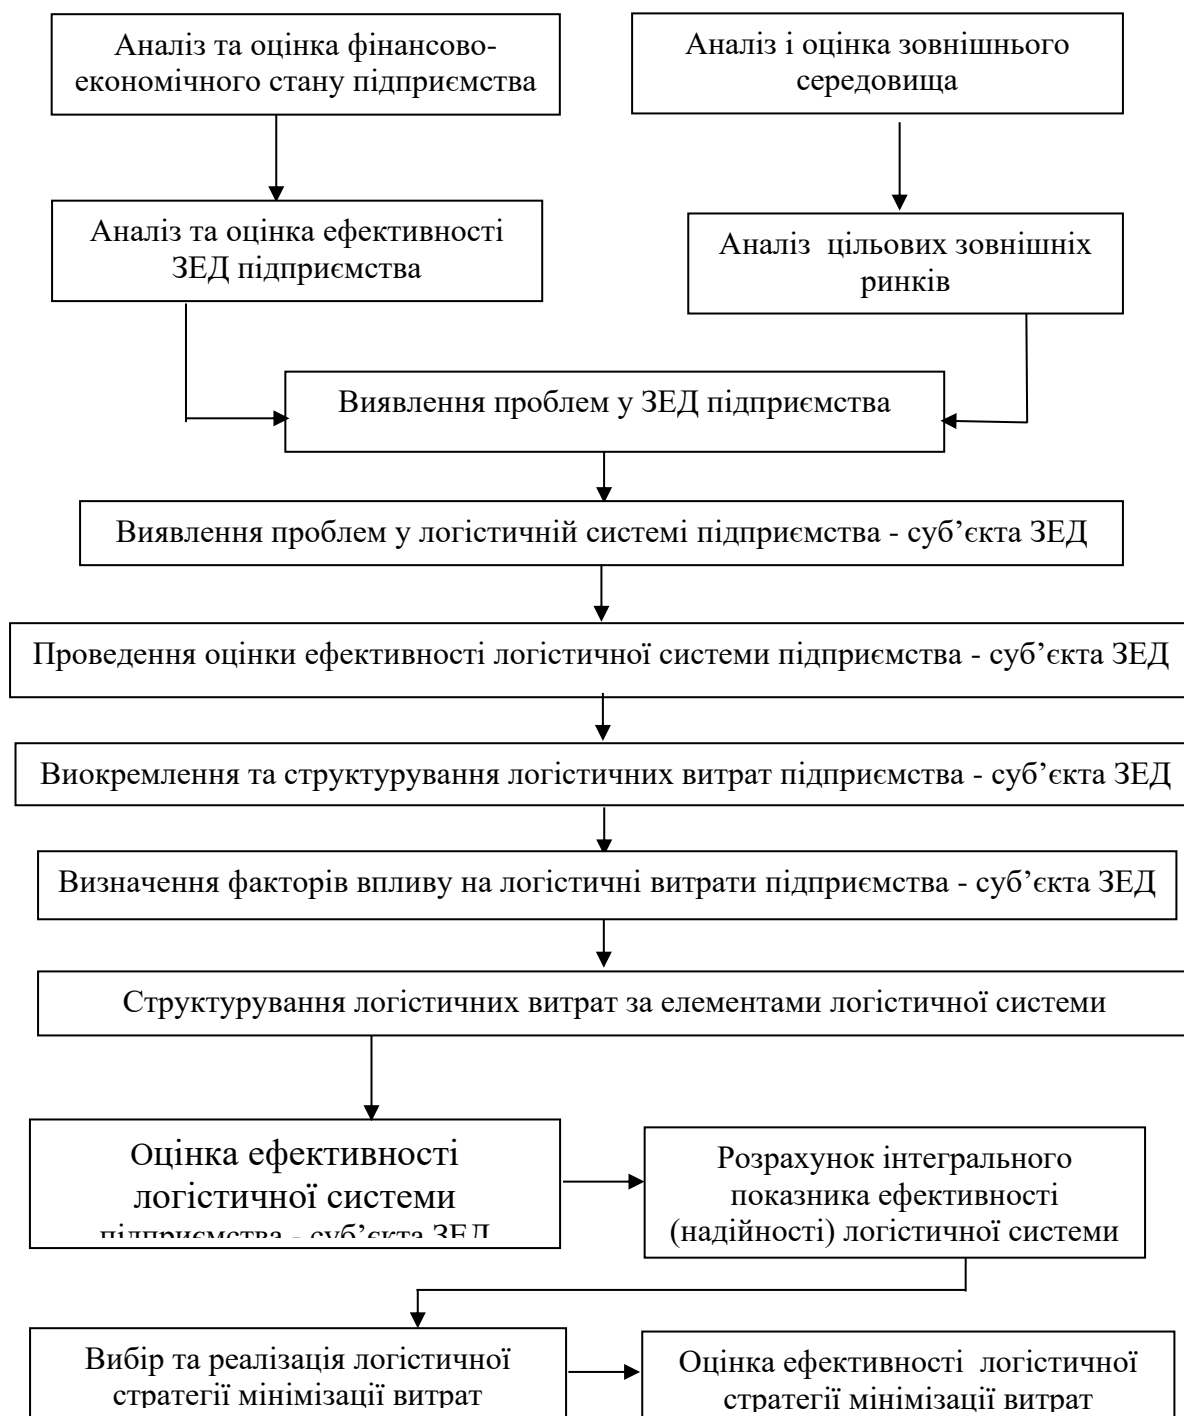 Аналіз та оцінка фінансово-
економічного стану підприємства
Аналіз і оцінка зовнішнього
середовища
Аналіз та оцінка ефективності
ЗЕД підприємства
Аналіз цільових зовнішніх
ринків
Виявлення проблем у ЗЕД підприємства
Виявлення проблем у логістичній системі підприємства - суб’єкта ЗЕД
Проведення оцінки ефективності логістичної системи підприємства - суб’єкта ЗЕД
Виокремлення та структурування логістичних витрат підприємства - суб’єкта ЗЕД
Визначення факторів впливу на логістичні витрати підприємства - суб’єкта ЗЕД
Структурування логістичних витрат за елементами логістичної системи
Оцінка ефективності
логістичної системи
підприємства - суб’єкта ЗЕД
Розрахунок інтегрального
показника ефективності
(надійності) логістичної системи
Вибір та реалізація логістичної
стратегії мінімізації витрат
Оцінка ефективності логістичної
стратегії мінімізації витрат